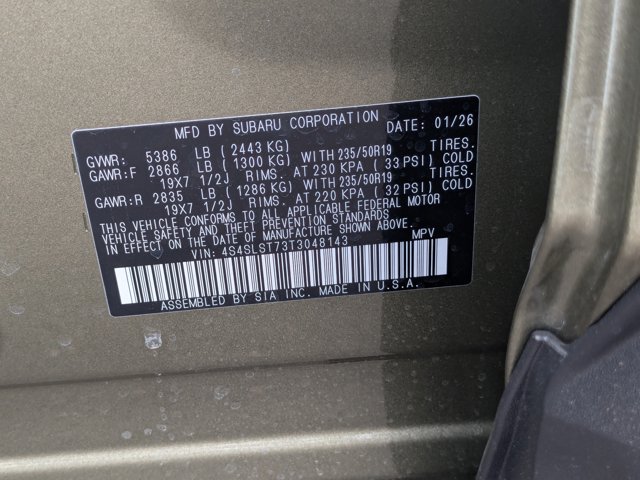 MFD BY SUBARU CORPORATION DATE: 01/26
GVWR: 5386 LB ( 2443 KG)
GAWR:F 2866 LB ( 1300 KG) WITH 235/50R19 TIRES.
19X7 1/2J RIMS. AT 230 KPA ( 33 PSI) COLD
GAWR:R 2835 LB ( 1286 KG) WITH 235/50R19 TIRES.
19X7 1/2J RIMS. AT 220 KPA ( 32 PSI) COLD
THIS VEHICLE CONFORMS TO ALL APPLICABLE FEDERAL MOTOR
VEHICLE SAFETY AND THEFT PREVENTION STANDARDS
IN EFFECT ON THE DATE OF MANUFACTURE SHOWN ABOVE.
VIN: 4S4SLST73T3048143 MPV
ASSEMBLED BY SIA INC. MADE IN U.S.A.